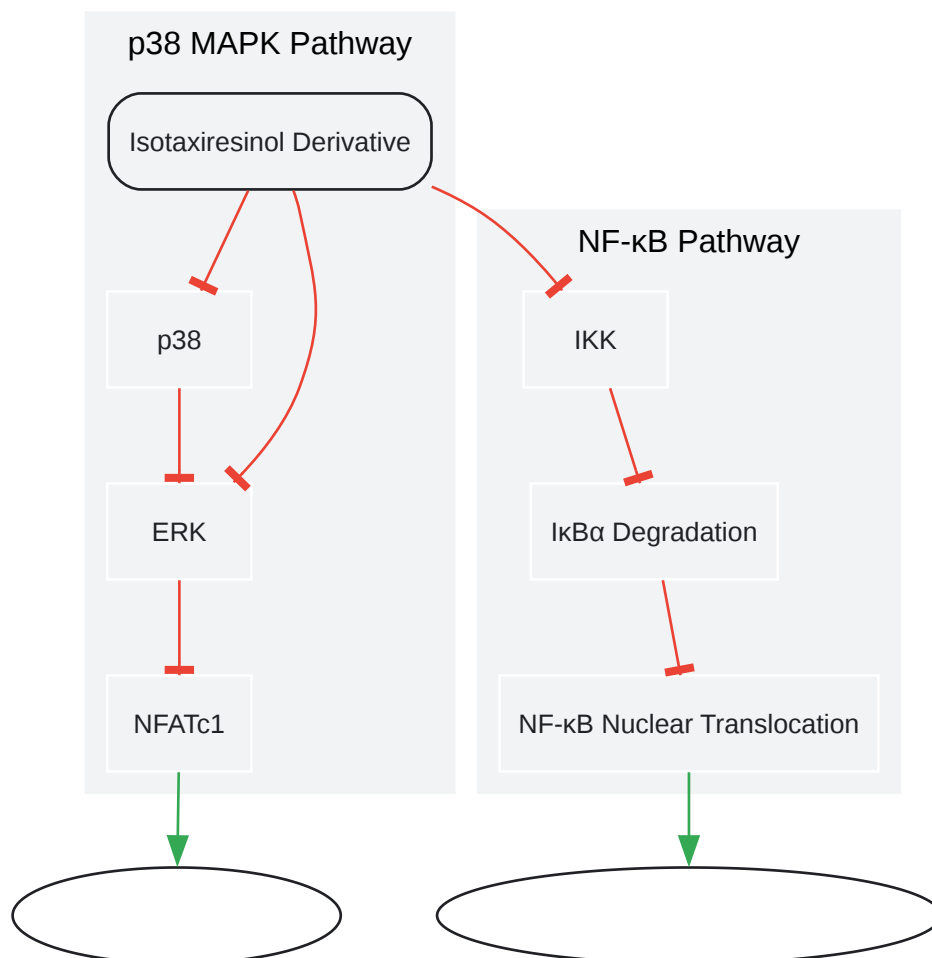 p38 MAPK Pathway
Isotaxiresinol Derivative
NF-κB Pathway
p38
IKK
ERK
IκBα Degradation
NFATc1
NF-κB Nuclear Translocation